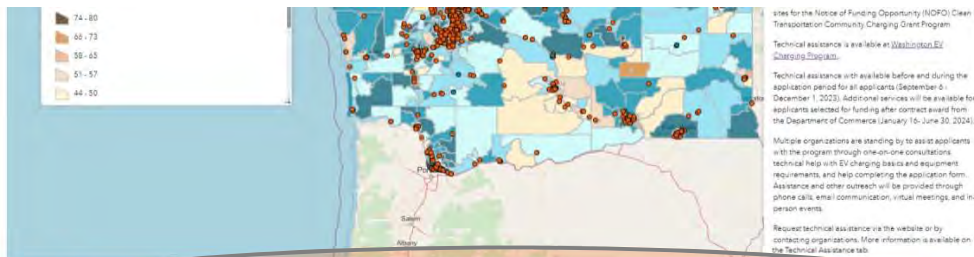 74 - 80
66 - 73
58 - 65
51 - 57
44 - 50
Por
Salem
Albany
sites for the Notice of Funding Opportunity (NOFO) Clean
Transportation Community Charging Grant Program
Technical assistance is available at Washington EV
Charging Program.
Technical assistance with available before and during the
application period for all applicants (September 6 -
December 1, 2023). Additional services will be available for
applicants selected for funding after contract award from
the Department of Commerce (January 16- June 30, 2024).
Multiple organizations are standing by to assist applicants
with the program through one-on-one consultations,
technical help with EV charging basics and equipment
requirements, and help completing the application form.
Assistance and other outreach will be provided through
phone calls, email communication, virtual meetings, and in-
person events.
Request technical assistance via the website or by
contacting organizations. More information is available on
the Technical Assistance tab